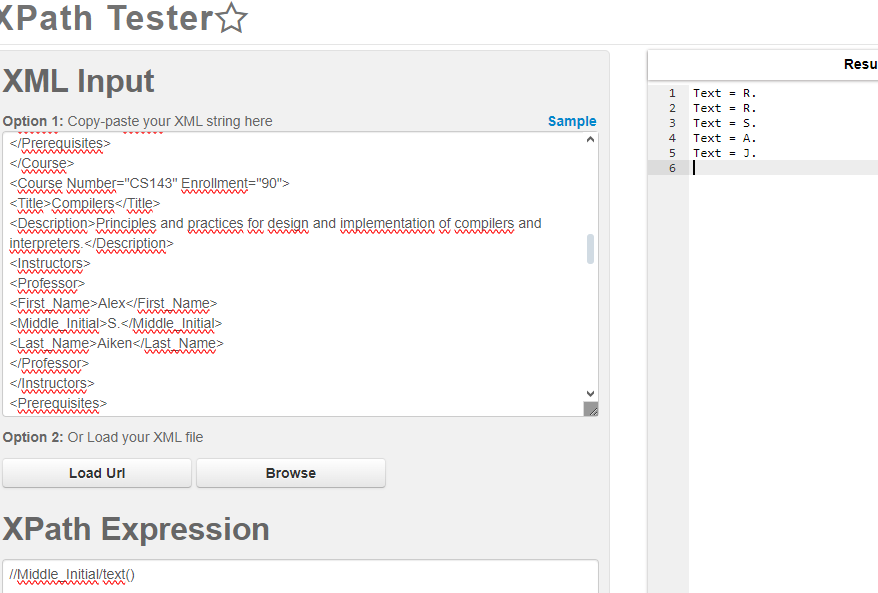 XPath Tester☆
XML Input
Option 1: Copy-paste your XML string here
Sample
</Prerequisites>
</Course>
<Course Number="CS143" Enrollment="90">
<Title>Compilers</Title>
<Description>Principles and practices for design and implementation of compilers and
interpreters.</Description>
<Instructors>
<Professor>
<First_Name>Alex</First_Name>
<Middle_Initial>S.</Middle_Initial>
<Last_Name>Aiken</Last_Name>
</Professor>
</Instructors>
<Prerequisites>
Option 2: Or Load your XML file
Load Url
Browse
XPath Expression
//Middle_Initial/text()
Resu
1 Text = R.
2 Text = R.
3 Text = S.
4 Text = A.
5 Text = J.
6